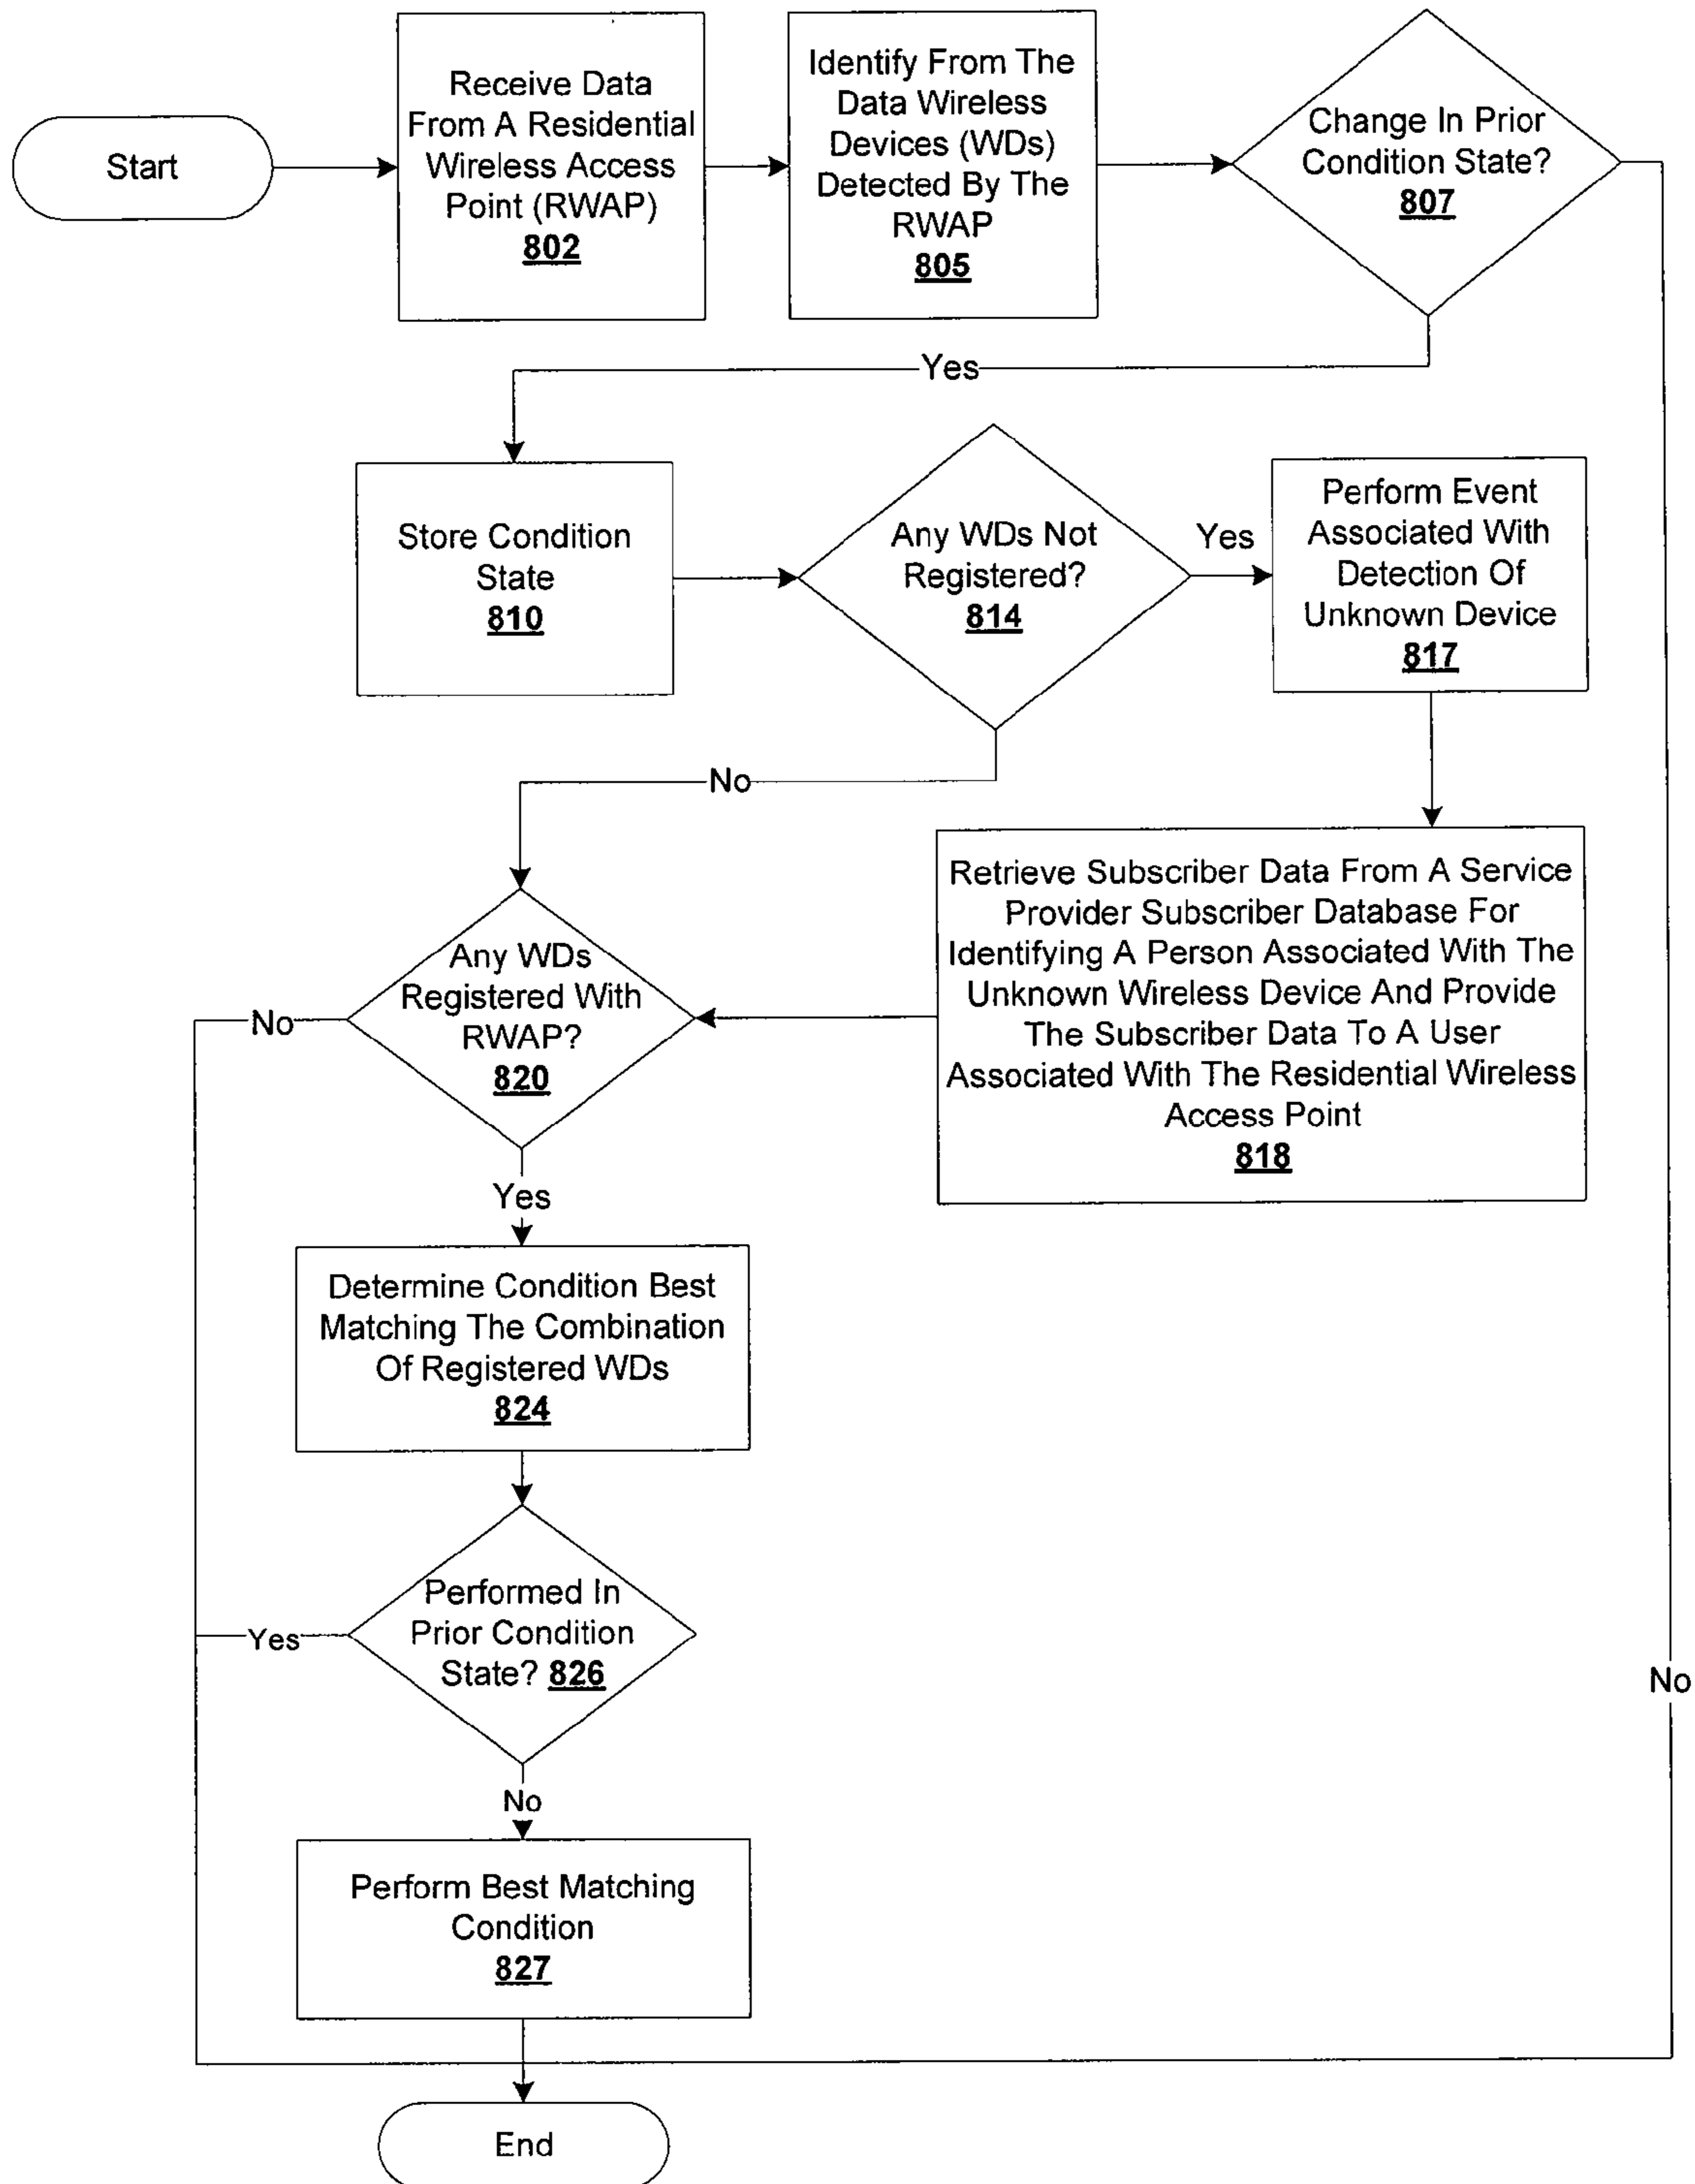 Start
Receive Data
From A Residential
Wireless Access
Point (RWAP)
802
Identify From The
Data Wireless
Devices (WDs)
Detected By The
RWAP
805
Change In Prior
Condition State?
807
Yes
Store Condition
State
810
Any WDs Not
Registered?
814
Yes
Perform Event
Associated With
Detection Of
Unknown Device
817
No
Retrieve Subscriber Data From A Service
Provider Subscriber Database For
Identifying A Person Associated With The
Unknown Wireless Device And Provide
The Subscriber Data To A User
Associated With The Residential Wireless
Access Point
818
Any WDs
Registered With
RWAP?
820
No
Yes
Determine Condition Best
Matching The Combination
Of Registered WDs
824
Performed In
Prior Condition
State? 826
Yes
No
No
Perform Best Matching
Condition
827
End